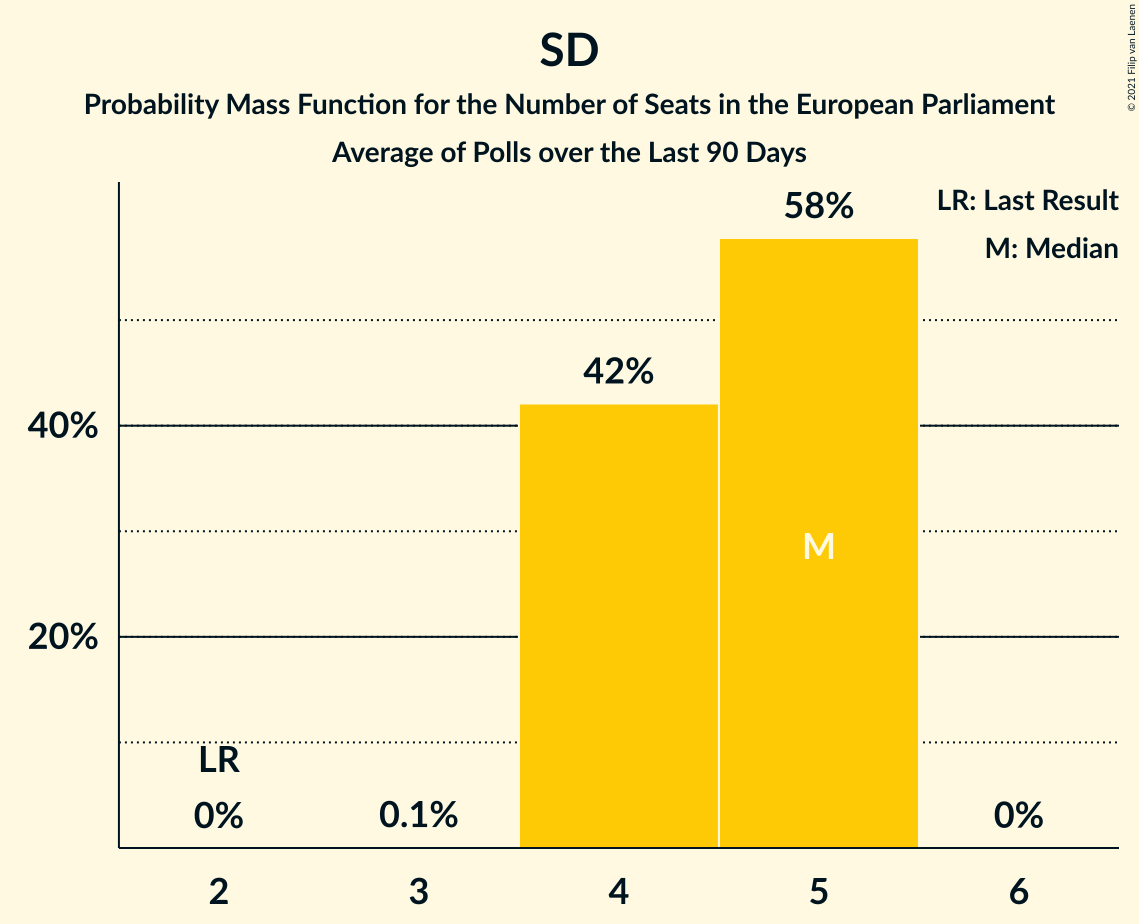 SD
Probability Mass Function for the Number of Seats in the European Parliament
Average of Polls over the Last 90 Days
© 2021 Filip van Laenen
LR: Last Result
M: Median
58%
42%
40%
M
20%
LR
0%
0.1%
0%
2
3
4
5
6